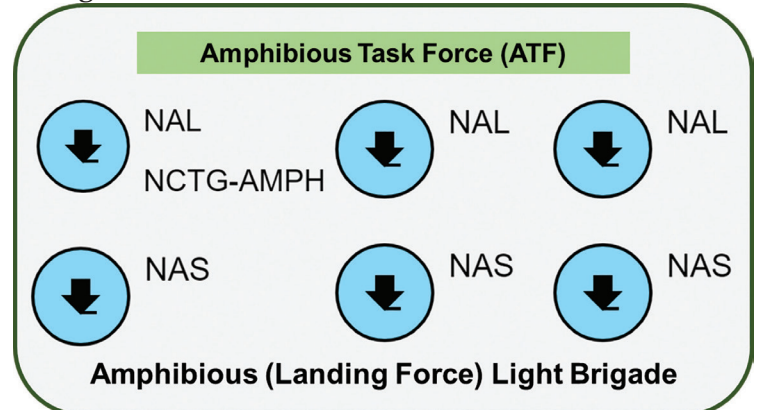 Amphibious Task Force (ATF)
NAL NAL NAL
NCTG-AMPH
NAS NAS NAS
Amphibious (Landing Force) Light Brigade